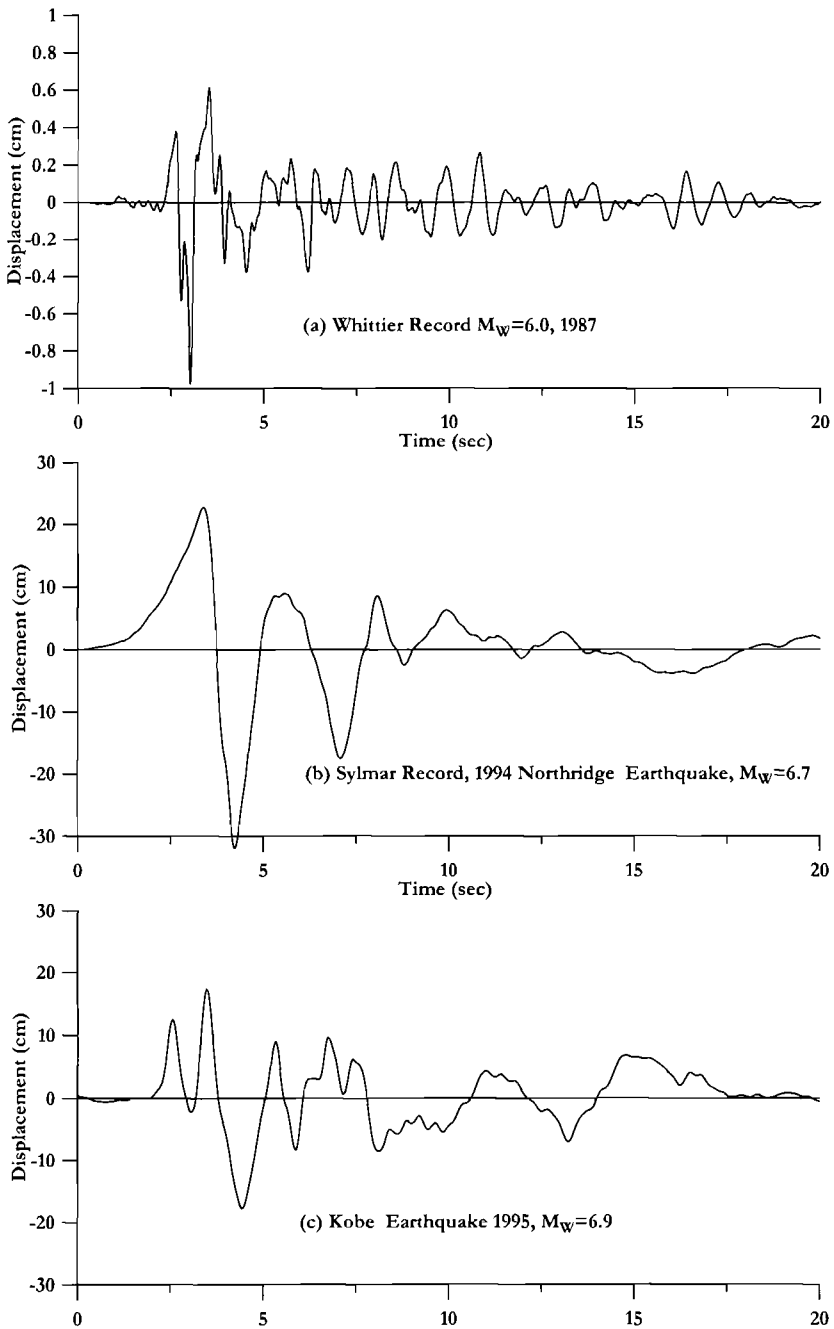 1
0.8
0.6
0.4
0.2
0
-0.2
-0.4
-0.6
-0.8
-1
Displacement (cm)
(a) Whittier Record MW=6.0, 1987
0 5 10 15 20
Time (sec)
30
20
10
0
-10
-20
-30
Displacement (cm)
(b) Sylmar Record, 1994 Northridge Earthquake, MW=6.7
0 5 10 15 20
Time (sec)
30
20
10
0
-10
-20
-30
Displacement (cm)
(c) Kobe Earthquake 1995, MW=6.9
0 5 10 15 20